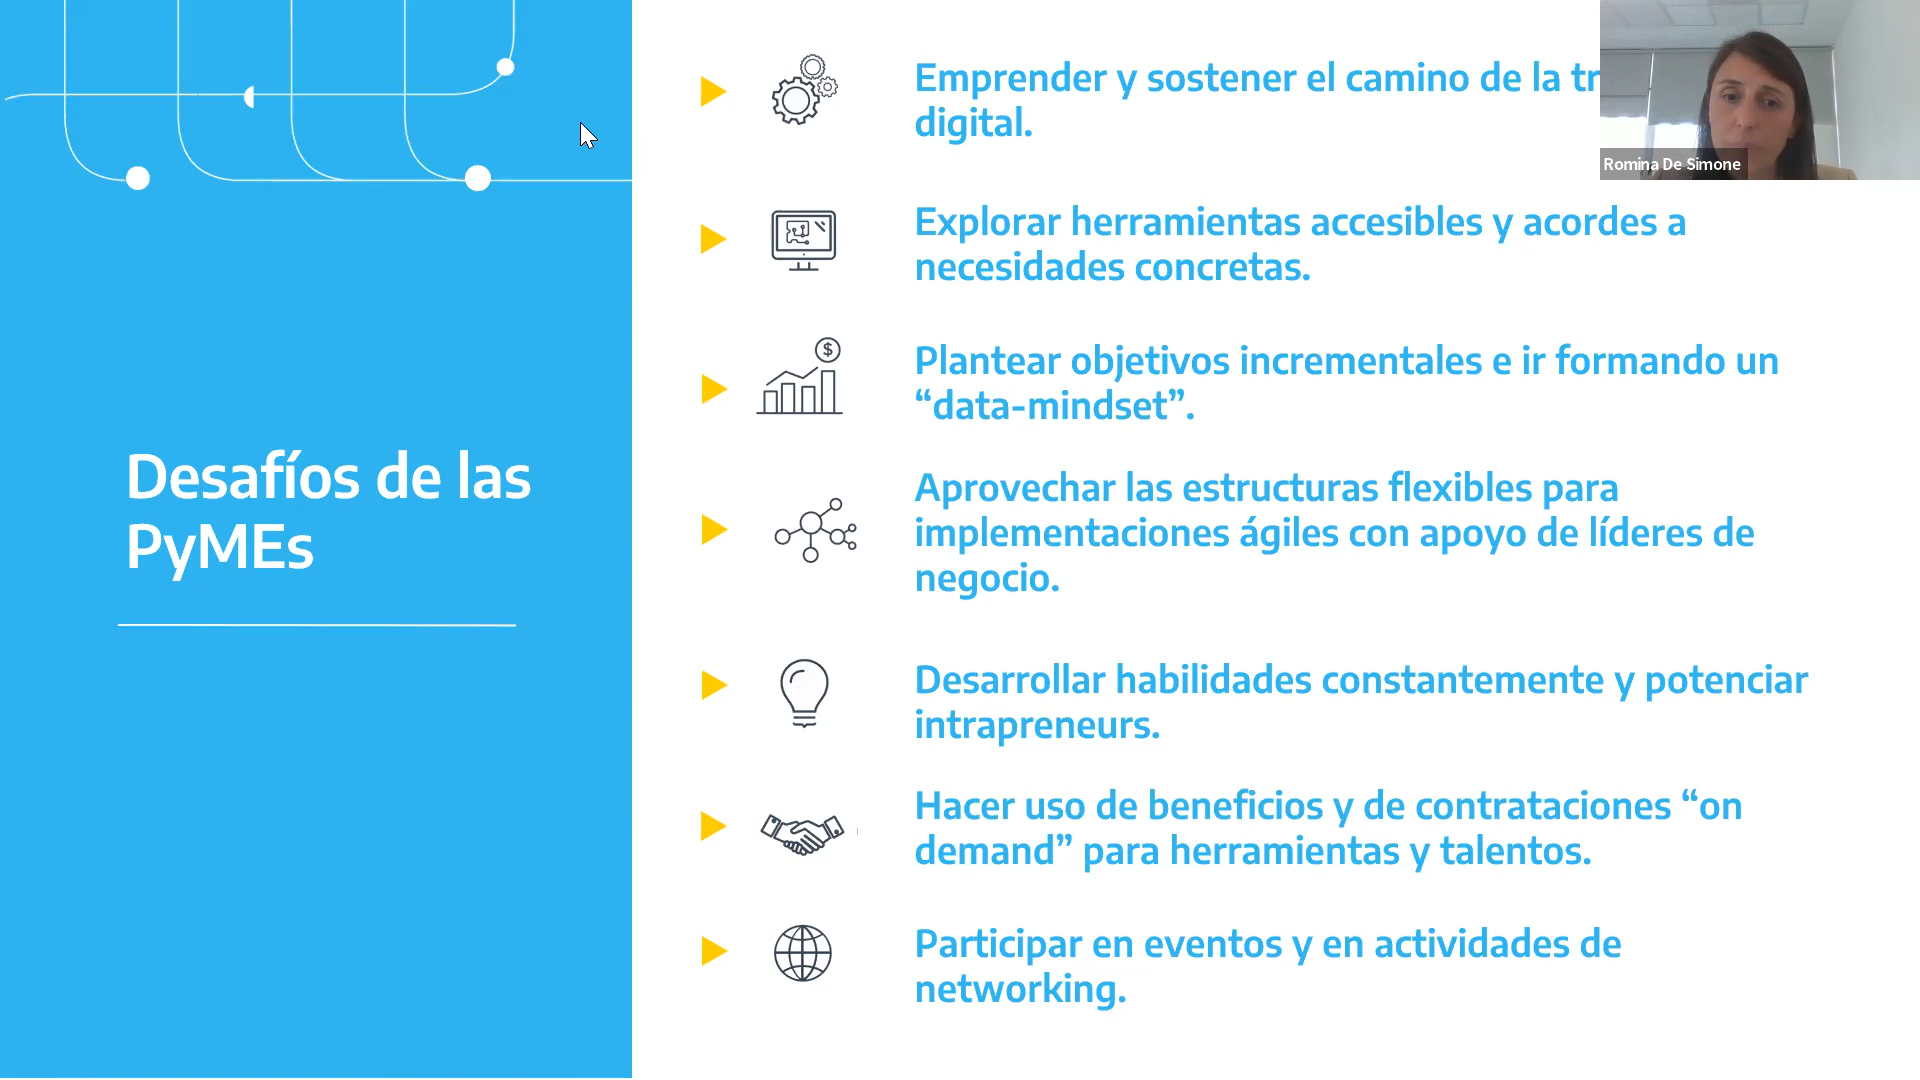 Desafíos de las
PyMEs
Emprender y sostener el camino de la
digital.
Explorar herramientas accesibles y acordes a
necesidades concretas.
Plantear objetivos incrementales e ir formando un
“data-mindset”.
Aprovechar las estructuras flexibles para
implementaciones ágiles con apoyo de líderes de
negocio.
Desarrollar habilidades constantemente y potenciar
intrapreneurs.
Hacer uso de beneficios y de contrataciones “on
demand” para herramientas y talentos.
Participar en eventos y en actividades de
networking.
Romina De Simone